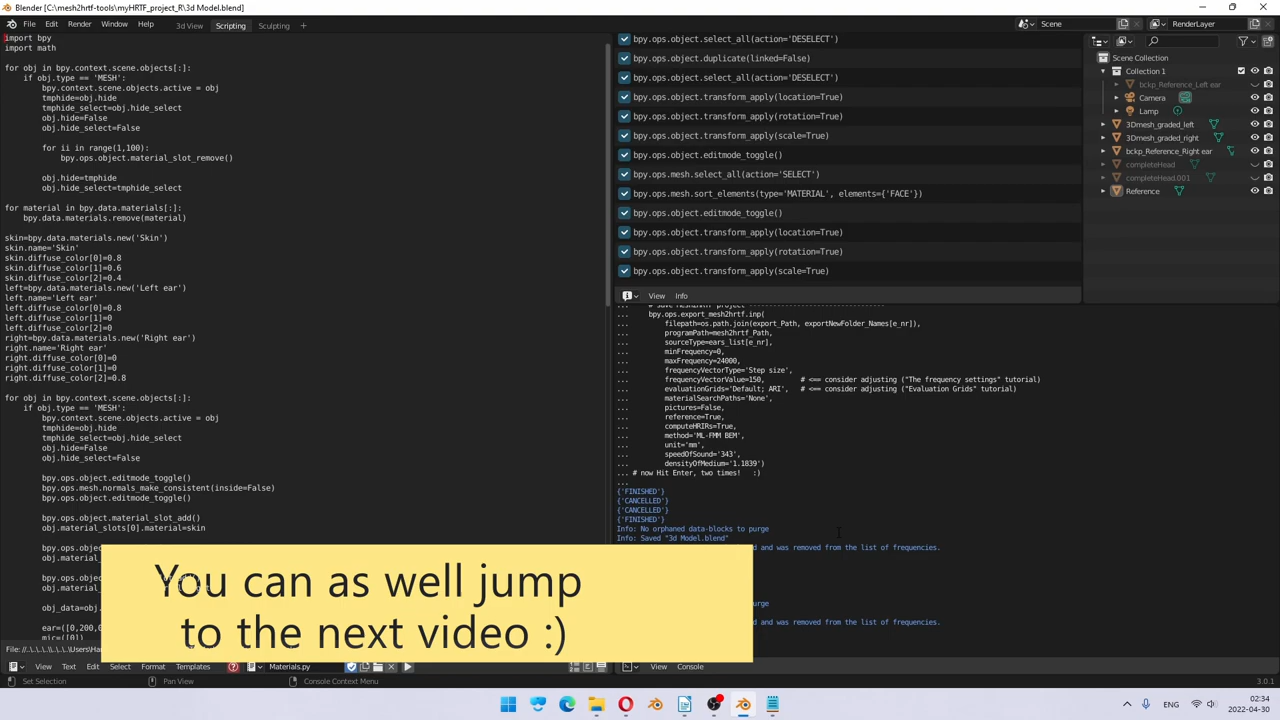 Blender [C:\mesh2hrtf-tools\myHRTF_project_R\3d Model.blend]
File Edit Render Window Help 3d View Scripting Sculpting Scene RenderLayer
import bpy
import math
for obj in bpy.context.scene.objects[:]:
if obj.type == 'MESH':
bpy.context.scene.objects.active = obj
tmphide=obj.hide
tmphide_select=obj.hide_select
obj.hide=False
obj.hide_select=False
for ii in range(1,100):
bpy.ops.object.material_slot_remove()
obj.hide=tmphide
obj.hide_select=tmphide_select
for material in bpy.data.materials[:]:
bpy.data.materials.remove(material)
skin=bpy.data.materials.new('Skin')
skin.name='Skin'
skin.diffuse_color[0]=0.8
skin.diffuse_color[1]=0.6
skin.diffuse_color[2]=0.4
left=bpy.data.materials.new('Left ear')
left.name='Left ear'
left.diffuse_color[0]=0.8
left.diffuse_color[1]=0
left.diffuse_color[2]=0
right=bpy.data.materials.new('Right ear')
right.name='Right ear'
right.diffuse_color[0]=0
right.diffuse_color[1]=0
right.diffuse_color[2]=0.8
for obj in bpy.context.scene.objects[:]:
if obj.type == 'MESH':
bpy.context.scene.objects.active = obj
tmphide=obj.hide
tmphide_select=obj.hide_select
obj.hide=False
obj.hide_select=False
bpy.ops.object.editmode_toggle()
bpy.ops.mesh.normals_make_consistent(inside=False)
bpy.ops.object.editmode_toggle()
bpy.ops.object.material_slot_add()
obj.material_slots[0].material=skin
File
View Text Edit Select Format Templates Materials.py
bpy.ops.object.select_all(action='DESELECT')
bpy.ops.object.duplicate(linked=False)
bpy.ops.object.select_all(action='DESELECT')
bpy.ops.object.transform_apply(location=True)
bpy.ops.object.transform_apply(rotation=True)
bpy.ops.object.transform_apply(scale=True)
bpy.ops.object.editmode_toggle()
bpy.ops.mesh.select_all(action='SELECT')
bpy.ops.mesh.sort_elements(type='MATERIAL', elements={'FACE'})
bpy.ops.object.editmode_toggle()
bpy.ops.object.transform_apply(location=True)
bpy.ops.object.transform_apply(rotation=True)
bpy.ops.object.transform_apply(scale=True)
View Info
... bpy.ops.export_mesh2hrtf.inp(
... filepath=os.path.join(export_Path, exportNewFolder_Names[e_nr]),
... programPath=mesh2hrtf_Path,
... sourceType=ears_list[e_nr],
... minFrequency=0,
... maxFrequency=24000,
... frequencyVectorType='Step size',
... frequencyVectorValue=150, # <== consider adjusting ("The frequency settings" tutorial)
... evaluationGrids='Default; ARI', # <== consider adjusting ("Evaluation Grids" tutorial)
... materialSearchPaths='None',
... pictures=False,
... reference=True,
... computeHRIRs=True,
... method='ML-FMM BEM',
... unit='mm',
... speedOfSound='343',
... densityOfMedium='1.1839')
... # now Hit Enter, two times! :)
...
{'FINISHED'}
{'CANCELLED'}
{'CANCELLED'}
{'FINISHED'}
Info: No orphaned data-blocks to purge
Info: Saved "3d Model.blend"
d and was removed from the list of frequencies.
d and was removed from the list of frequencies.
View Console
Scene Collection
Collection 1
bckp_Reference_Left ear
Camera
Lamp
3Dmesh_graded_left
3Dmesh_graded_right
bckp_Reference_Right ear
completeHead
completeHead.001
Reference
You can as well jump
to the next video :)
Set Selection Pan View Console Context Menu 3.0.1
ENG 02:34
2022-04-30